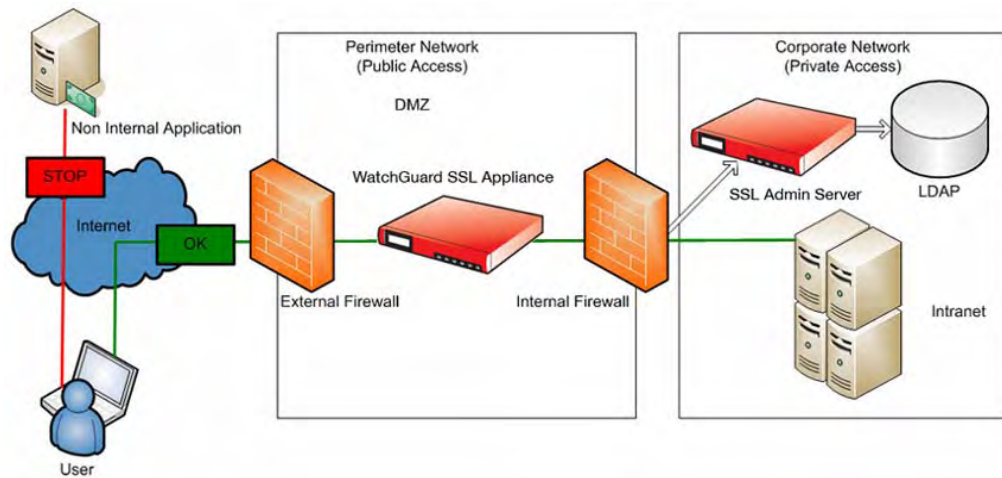 Perimeter Network
(Public Access)
DMZ
Corporate Network
(Private Access)
Non Internal Application
STOP
Internet
OK
WatchGuard SSL Appliance
SSL Admin Server
LDAP
External Firewall
Internal Firewall
Intranet
User